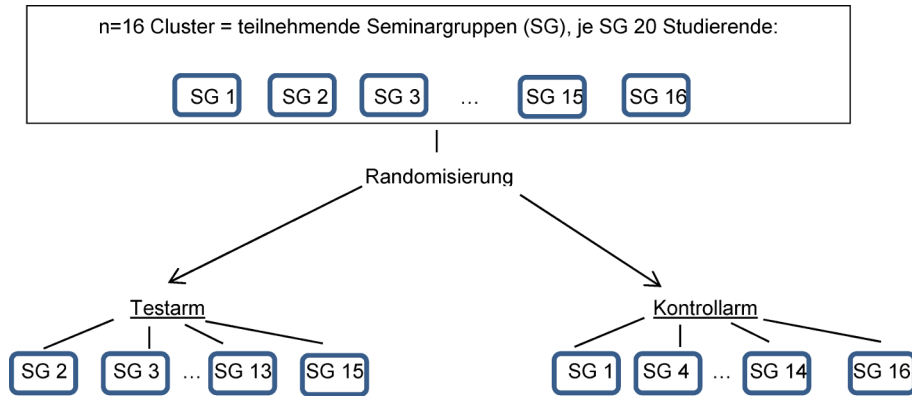 n=16 Cluster = teilnehmende Seminargruppen (SG), je SG 20 Studierende:
SG 1 SG 2 SG 3 … SG 15 SG 16
Randomisierung
Testarm Kontrollarm
SG 2 SG 3 … SG 13 SG 15 SG 1 SG 4 … SG 14 SG 16